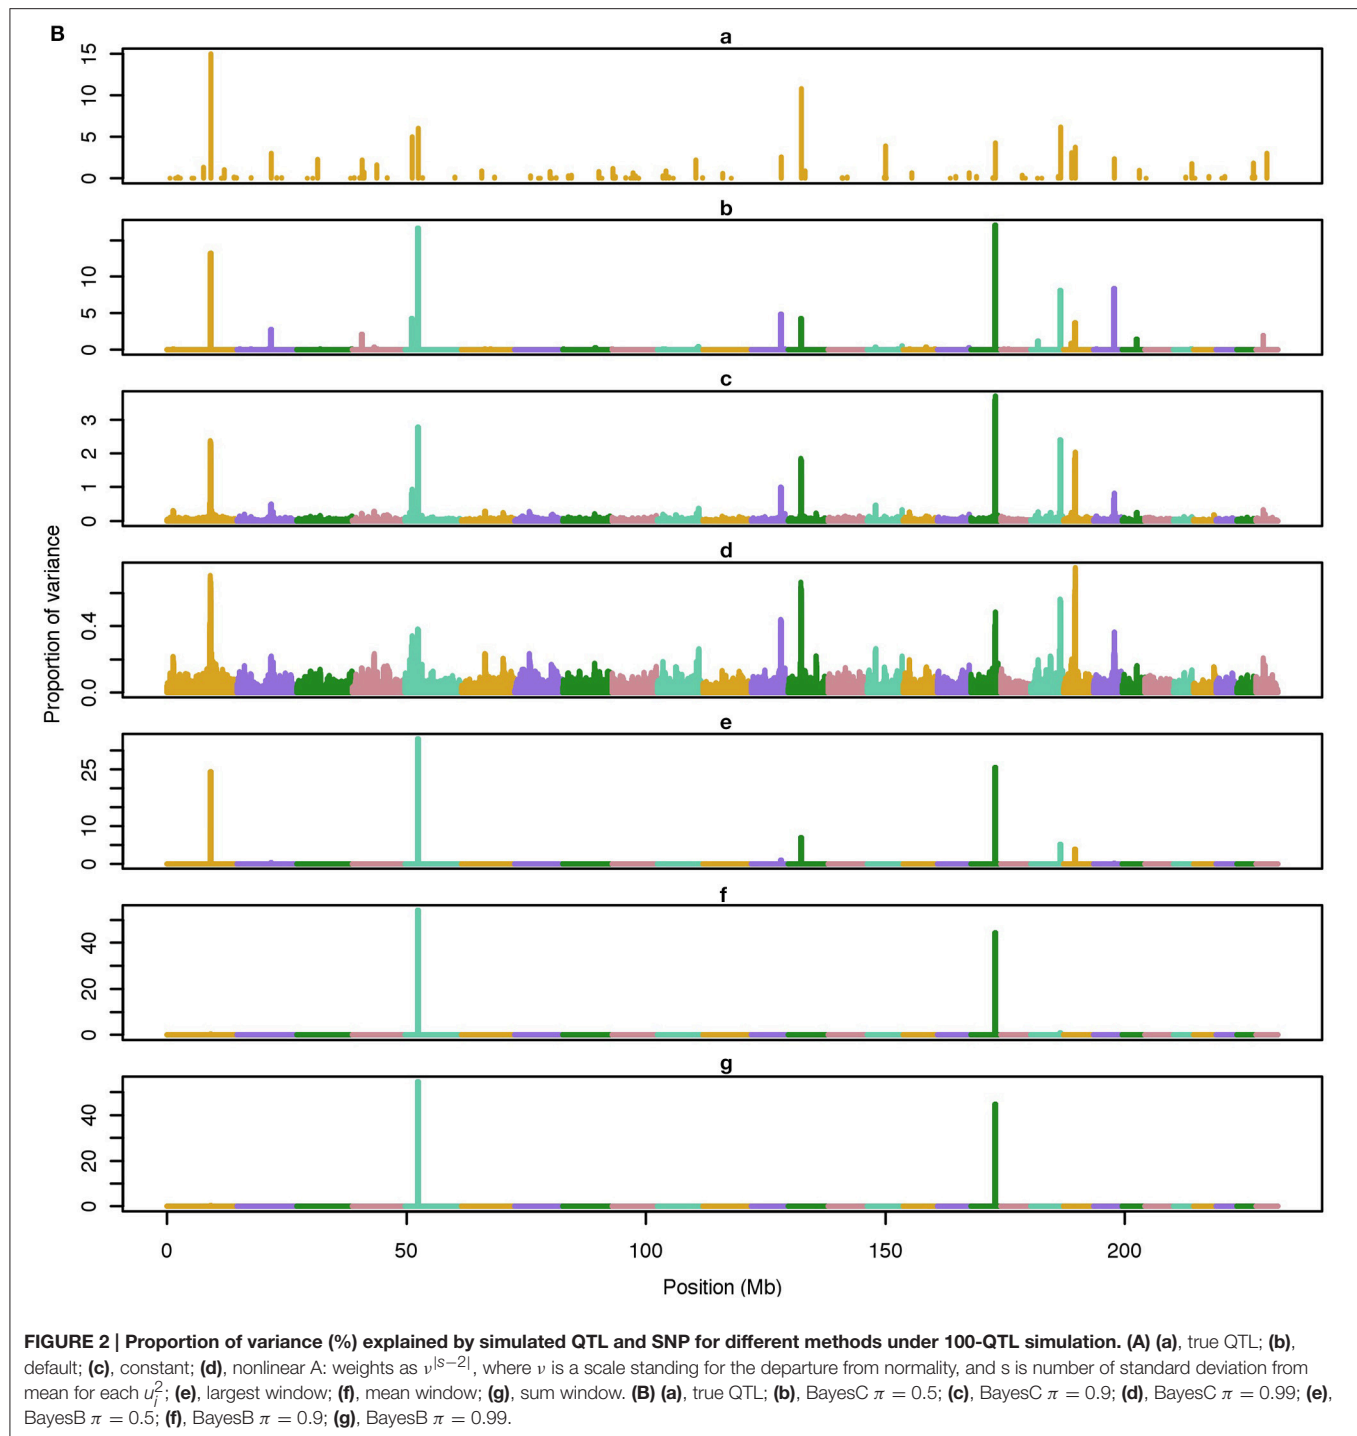 B
a
15
10
5
0
b
10
5
0
c
3
2
1
0
d
0.4
0.0
Proportion of variance
e
25
10
0
f
40
20
0
g
40
20
0
0 50 100 150 200
Position (Mb)
FIGURE 2 | Proportion of variance (%) explained by simulated QTL and SNP for different methods under 100-QTL simulation. (A) (a), true QTL; (b),
default; (c), constant; (d), nonlinear A: weights as ν^|s−2|, where ν is a scale standing for the departure from normality, and s is number of standard deviation from
mean for each u_i^2; (e), largest window; (f), mean window; (g), sum window. (B) (a), true QTL; (b), BayesC π = 0.5; (c), BayesC π = 0.9; (d), BayesC π = 0.99; (e),
BayesB π = 0.5; (f), BayesB π = 0.9; (g), BayesB π = 0.99.